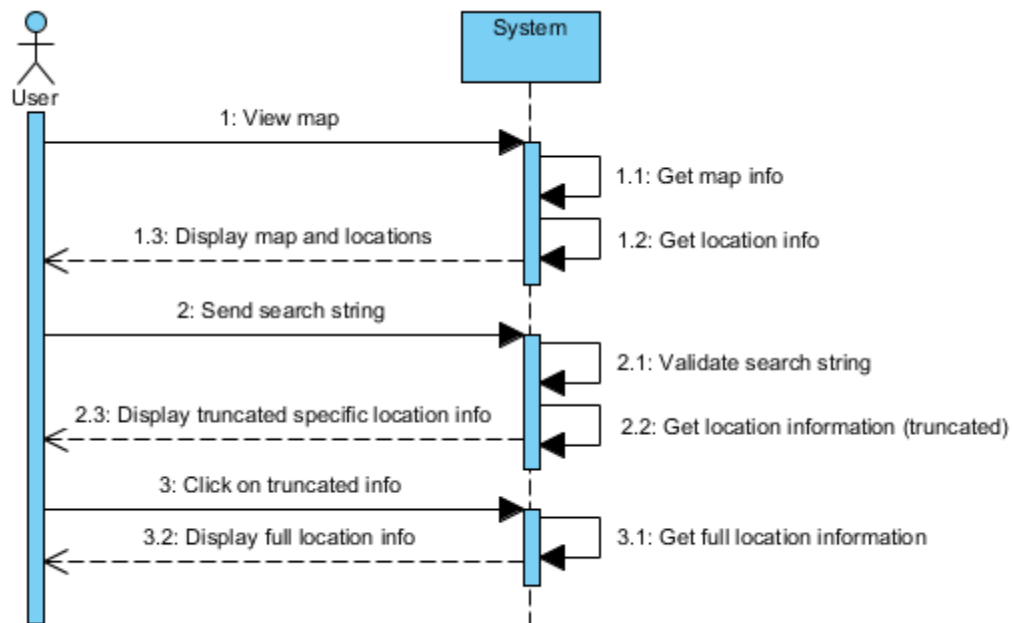 System
User
1: View map
1.1: Get map info
1.2: Get location info
1.3: Display map and locations
2: Send search string
2.1: Validate search string
2.2: Get location information (truncated)
2.3: Display truncated specific location info
3: Click on truncated info
3.1: Get full location information
3.2: Display full location info